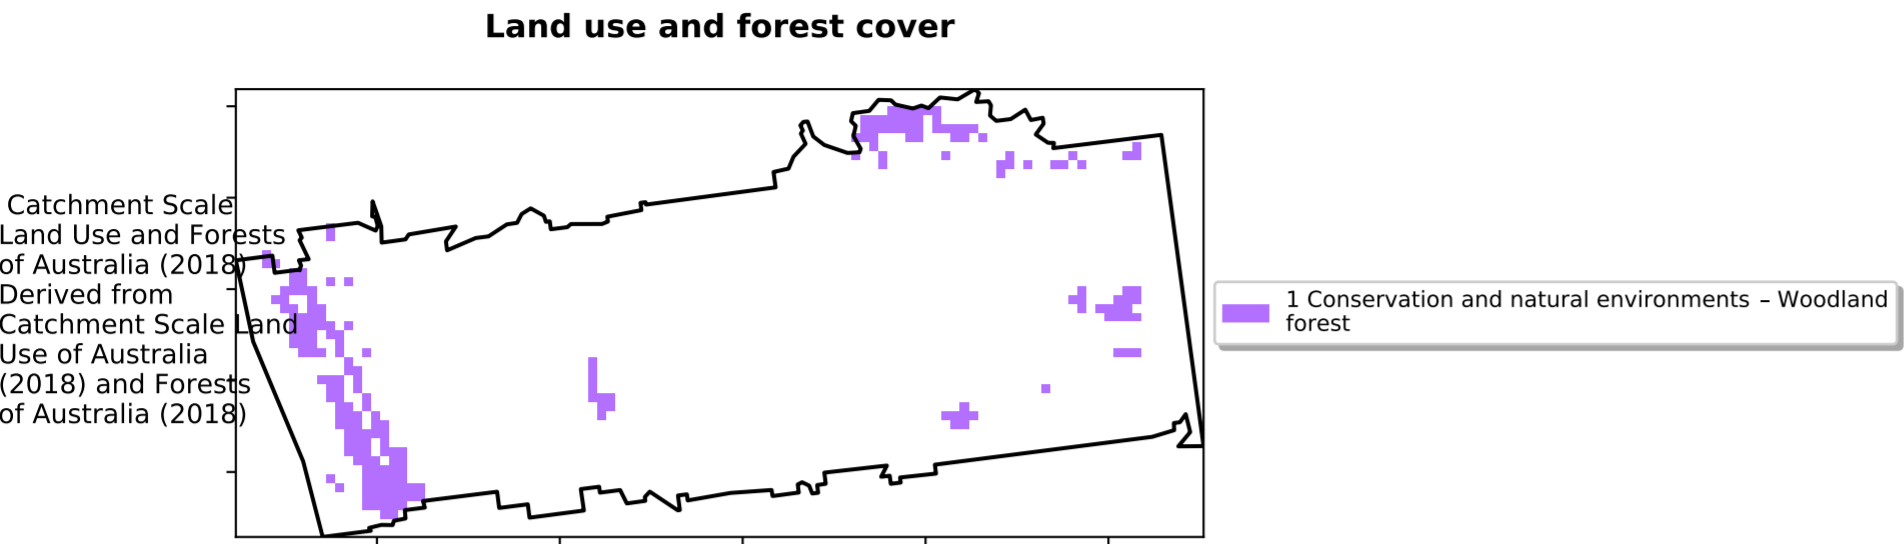 Land use and forest cover
Catchment Scale
Land Use and Forests
of Australia (2018)
Derived from
Catchment Scale Land
Use of Australia
(2018) and Forests
of Australia (2018)
1 Conservation and natural environments – Woodland
forest